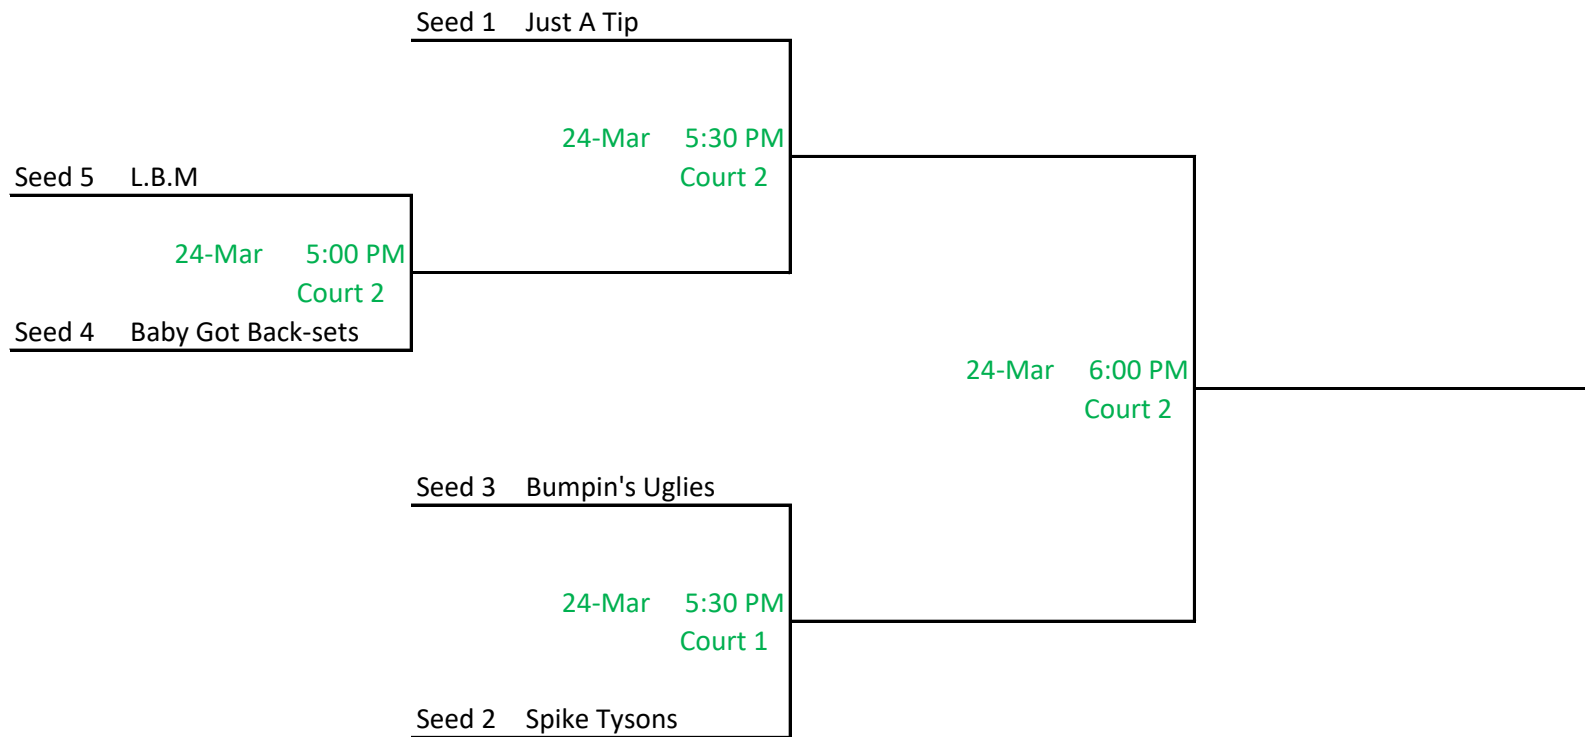 Seed 1 Just A Tip
24-Mar 5:30 PM
Court 2
Seed 5 L.B.M
24-Mar 5:00 PM
Court 2
Seed 4 Baby Got Back-sets
24-Mar 6:00 PM
Court 2
Seed 3 Bumpin's Uglies
24-Mar 5:30 PM
Court 1
Seed 2 Spike Tysons